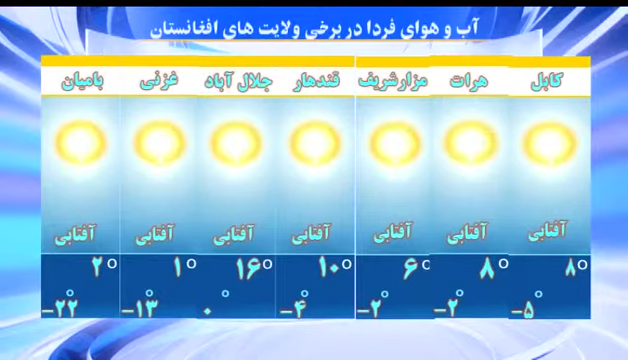 آب و هوای فردا در برخی ولایت های افغانستان
کابل هرات مزارشریف قندهار جلال آباد غزنی بامیان
آفتابی آفتابی آفتابی آفتابی آفتابی آفتابی آفتابی
۸° ۸° ۶° ۱۰° ۱۶° ۱° ۲°
-۵° -۲° -۲° -۴° ۰° -۱۳° -۲۲°